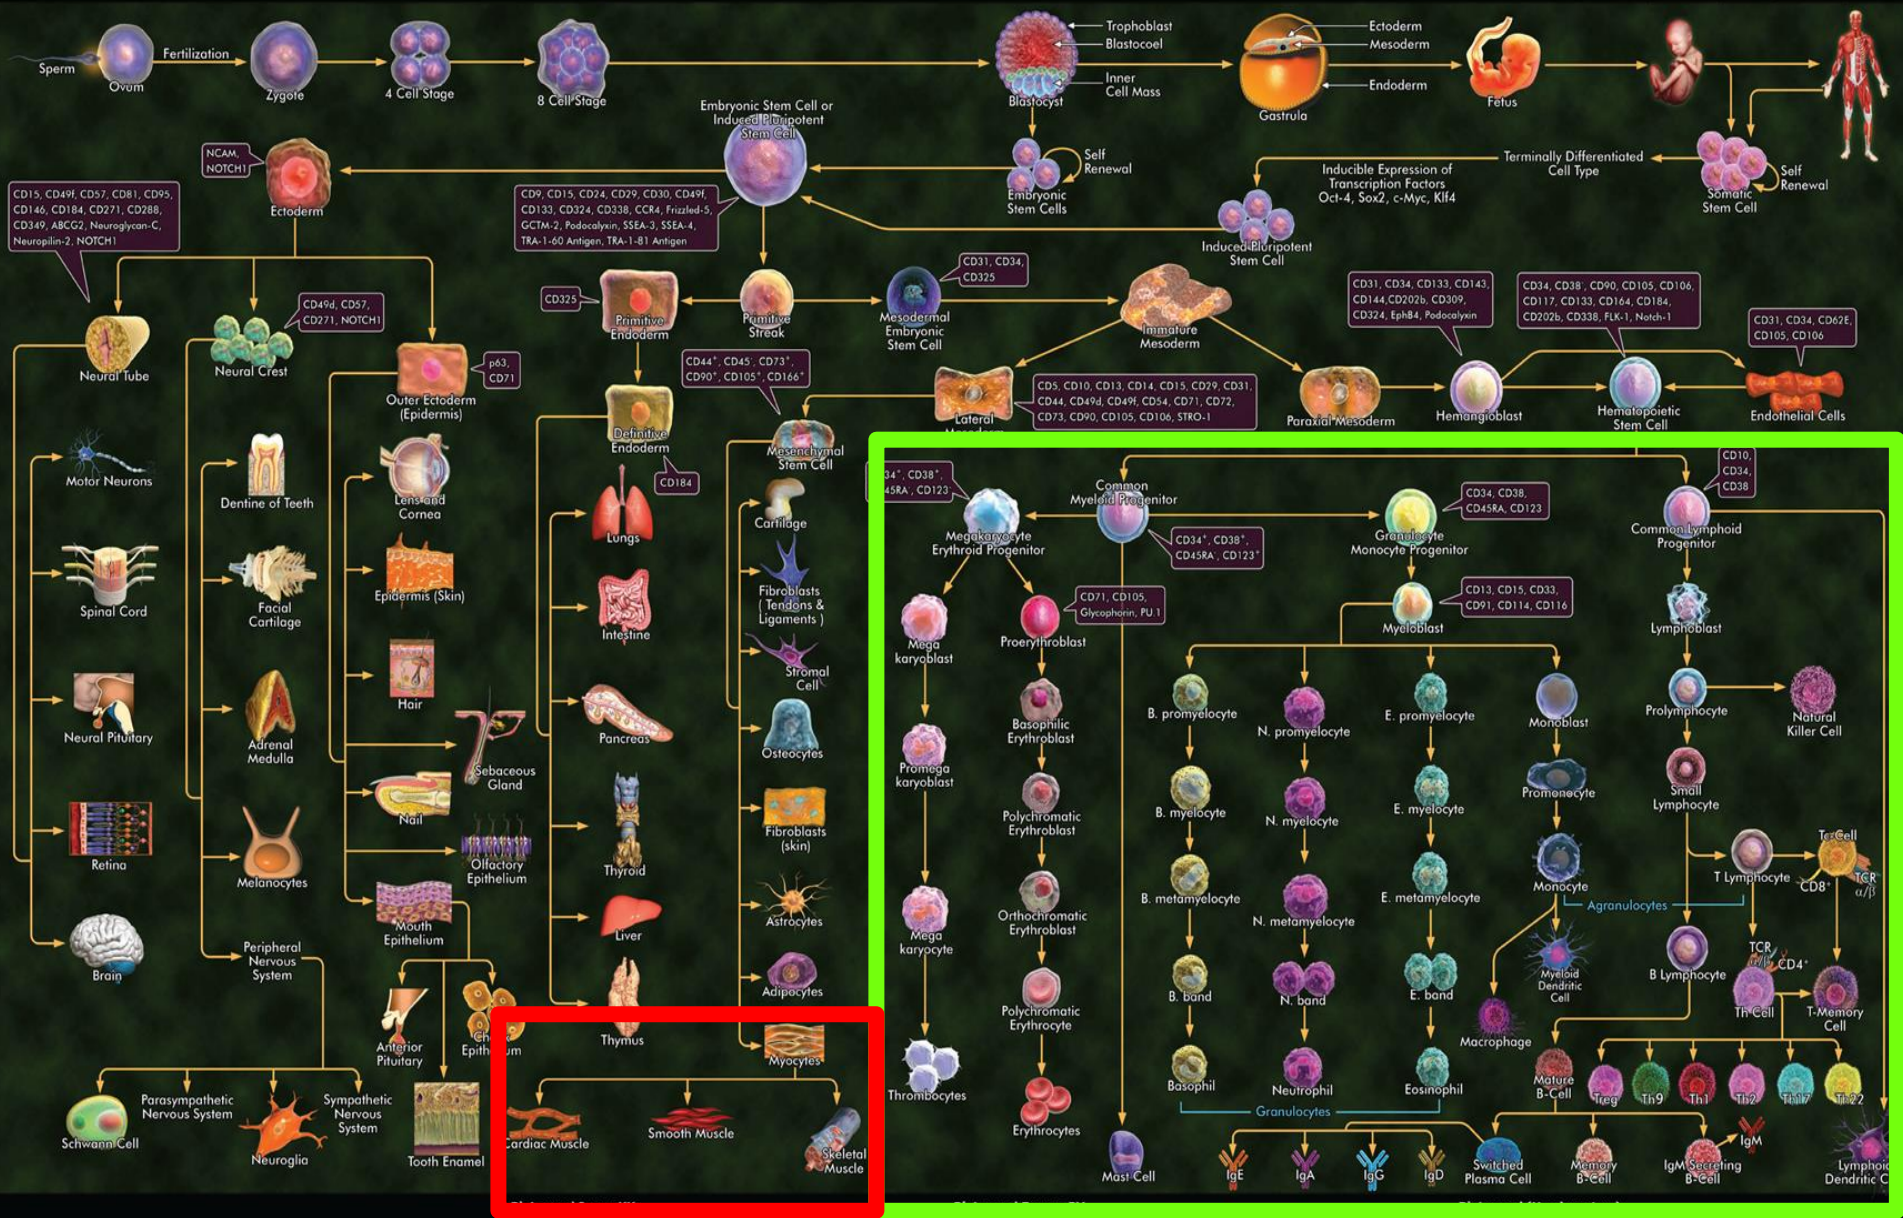 Sperm
Ovum
Fertilization
Zygote
4 Cell Stage
8 Cell Stage
Trophoblast
Blastocoel
Inner
Cell Mass
Blastocyst
Ectoderm
Mesoderm
Endoderm
Gastrula
Fetus
Embryonic Stem Cell or
Induced Pluripotent
Stem Cell
Self
Renewal
Embryonic
Stem Cells
Inducible Expression of
Transcription Factors
Oct-4, Sox2, c-Myc, Klf4
Terminally Differentiated
Cell Type
Somatic
Stem Cell
Self
Renewal
Induced Pluripotent
Stem Cell
NCAM,
NOTCH1
Ectoderm
CD15, CD49f, CD57, CD81, CD95,
CD146, CD184, CD271, CD288,
CD349, ABCG2, Neuroglycan-C,
Neuropilin-2, NOTCH1
CD9, CD15, CD24, CD29, CD30, CD49f,
CD133, CD324, CD338, CCR4, Frizzled-5,
GCTM-2, Podocalyxin, SSEA-3, SSEA-4,
TRA-1-60 Antigen, TRA-1-81 Antigen
CD49d, CD57,
CD271, NOTCH1
Neural Tube
Neural Crest
Outer Ectoderm
(Epidermis)
p63,
CD71
CD325
Primitive
Endoderm
Primitive
Streak
Mesodermal
Embryonic
Stem Cell
CD31, CD34,
CD325
Immature
Mesoderm
CD31, CD34, CD133, CD143,
CD144,CD202b, CD309,
CD324, EphB4, Podocalyxin
CD34, CD38-, CD90, CD105, CD106,
CD117, CD133, CD164, CD184,
CD202b, CD338, FLK-1, Notch-1
CD31, CD34, CD62E,
CD105, CD106
CD44+, CD45-, CD73+,
CD90+, CD105+, CD166+
Lateral
CD5, CD10, CD13, CD14, CD15, CD29, CD31,
CD44, CD49d, CD49f, CD54, CD71, CD72,
CD73, CD90, CD105, CD106, STRO-1
Paraxial Mesoderm
Hemangioblast
Hematopoietic
Stem Cell
Endothelial Cells
Definitive
Endoderm
CD184
Mesenchymal
Stem Cell
Motor Neurons
Spinal Cord
Neural Pituitary
Retina
Brain
Dentine of Teeth
Facial
Cartilage
Adrenal
Medulla
Melanocytes
Peripheral
Nervous
System
Lens and
Cornea
Epidermis (Skin)
Hair
Sebaceous
Gland
Nail
Olfactory
Epithelium
Mouth
Epithelium
Anterior
Pituitary
Epithelium
Tooth Enamel
Schwann Cell
Parasympathetic
Nervous System
Neuroglia
Sympathetic
Nervous
System
Lungs
Intestine
Pancreas
Thyroid
Liver
Thymus
Cartilage
Fibroblasts
( Tendons &
Ligaments )
Stromal
Cell
Osteocytes
Fibroblasts
(skin)
Astrocytes
Adipocytes
Myocytes
Cardiac Muscle
Smooth Muscle
Skeletal
Muscle
34+, CD38+,
45RA-, CD123-
Megakaryocyte
Erythroid Progenitor
Common
Myeloid Progenitor
CD34+, CD38+,
CD45RA-, CD123+
Granulocyte
Monocyte Progenitor
CD34, CD38,
CD45RA, CD123
CD10,
CD34,
CD38
Common Lymphoid
Progenitor
CD71, CD105,
Glycophorin, PU.1
CD13, CD15, CD33,
CD91, CD114, CD116
Myeloblast
Lymphoblast
Mega
karyoblast
Promega
karyoblast
Mega
karyocyte
Thrombocytes
Proerythroblast
Basophilic
Erythroblast
Polychromatic
Erythroblast
Orthochromatic
Erythroblast
Polychromatic
Erythrocyte
Erythrocytes
Mast Cell
B. promyelocyte
B. myelocyte
B. metamyelocyte
B. band
Basophil
N. promyelocyte
N. myelocyte
N. metamyelocyte
N. band
Neutrophil
E. promyelocyte
E. myelocyte
E. metamyelocyte
E. band
Eosinophil
Granulocytes
Monoblast
Promonocyte
Monocyte
Agranulocytes
Myeloid
Dendritic
Cell
Macrophage
Prolymphocyte
Natural
Killer Cell
Small
Lymphocyte
T Lymphocyte
Tc-Cell
CD8+
TCR
α/β
B Lymphocyte
TCR
α/β
CD4+
Th Cell
T-Memory
Cell
Mature
B-Cell
Treg
Th9
Th1
Th2
Th17
Th22
IgE
IgA
IgG
IgD
Switched
Plasma Cell
Memory
B-Cell
IgM Secreting
B-Cell
IgM
Lymphoid
Dendritic